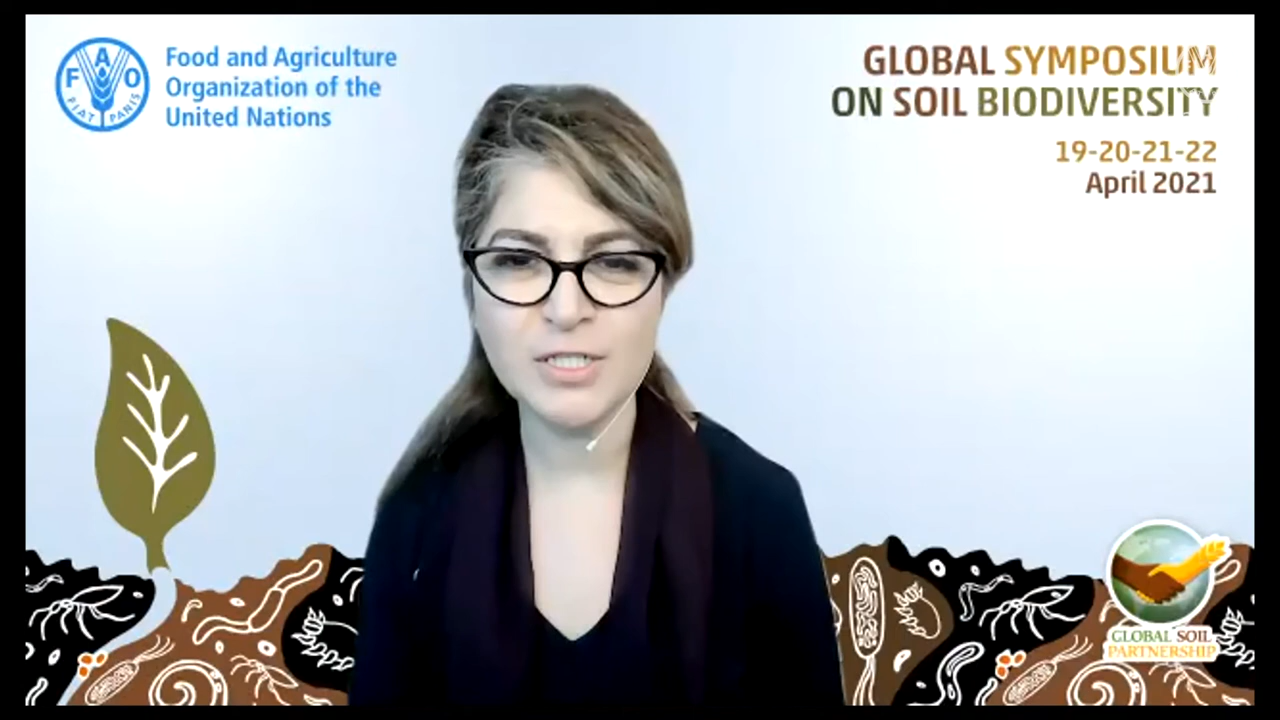 F A O
FIAT PANIS
Food and Agriculture
Organization of the
United Nations
GLOBAL SYMPOSIUM
ON SOIL BIODIVERSITY
19-20-21-22
April 2021
GLOBAL SOIL
PARTNERSHIP